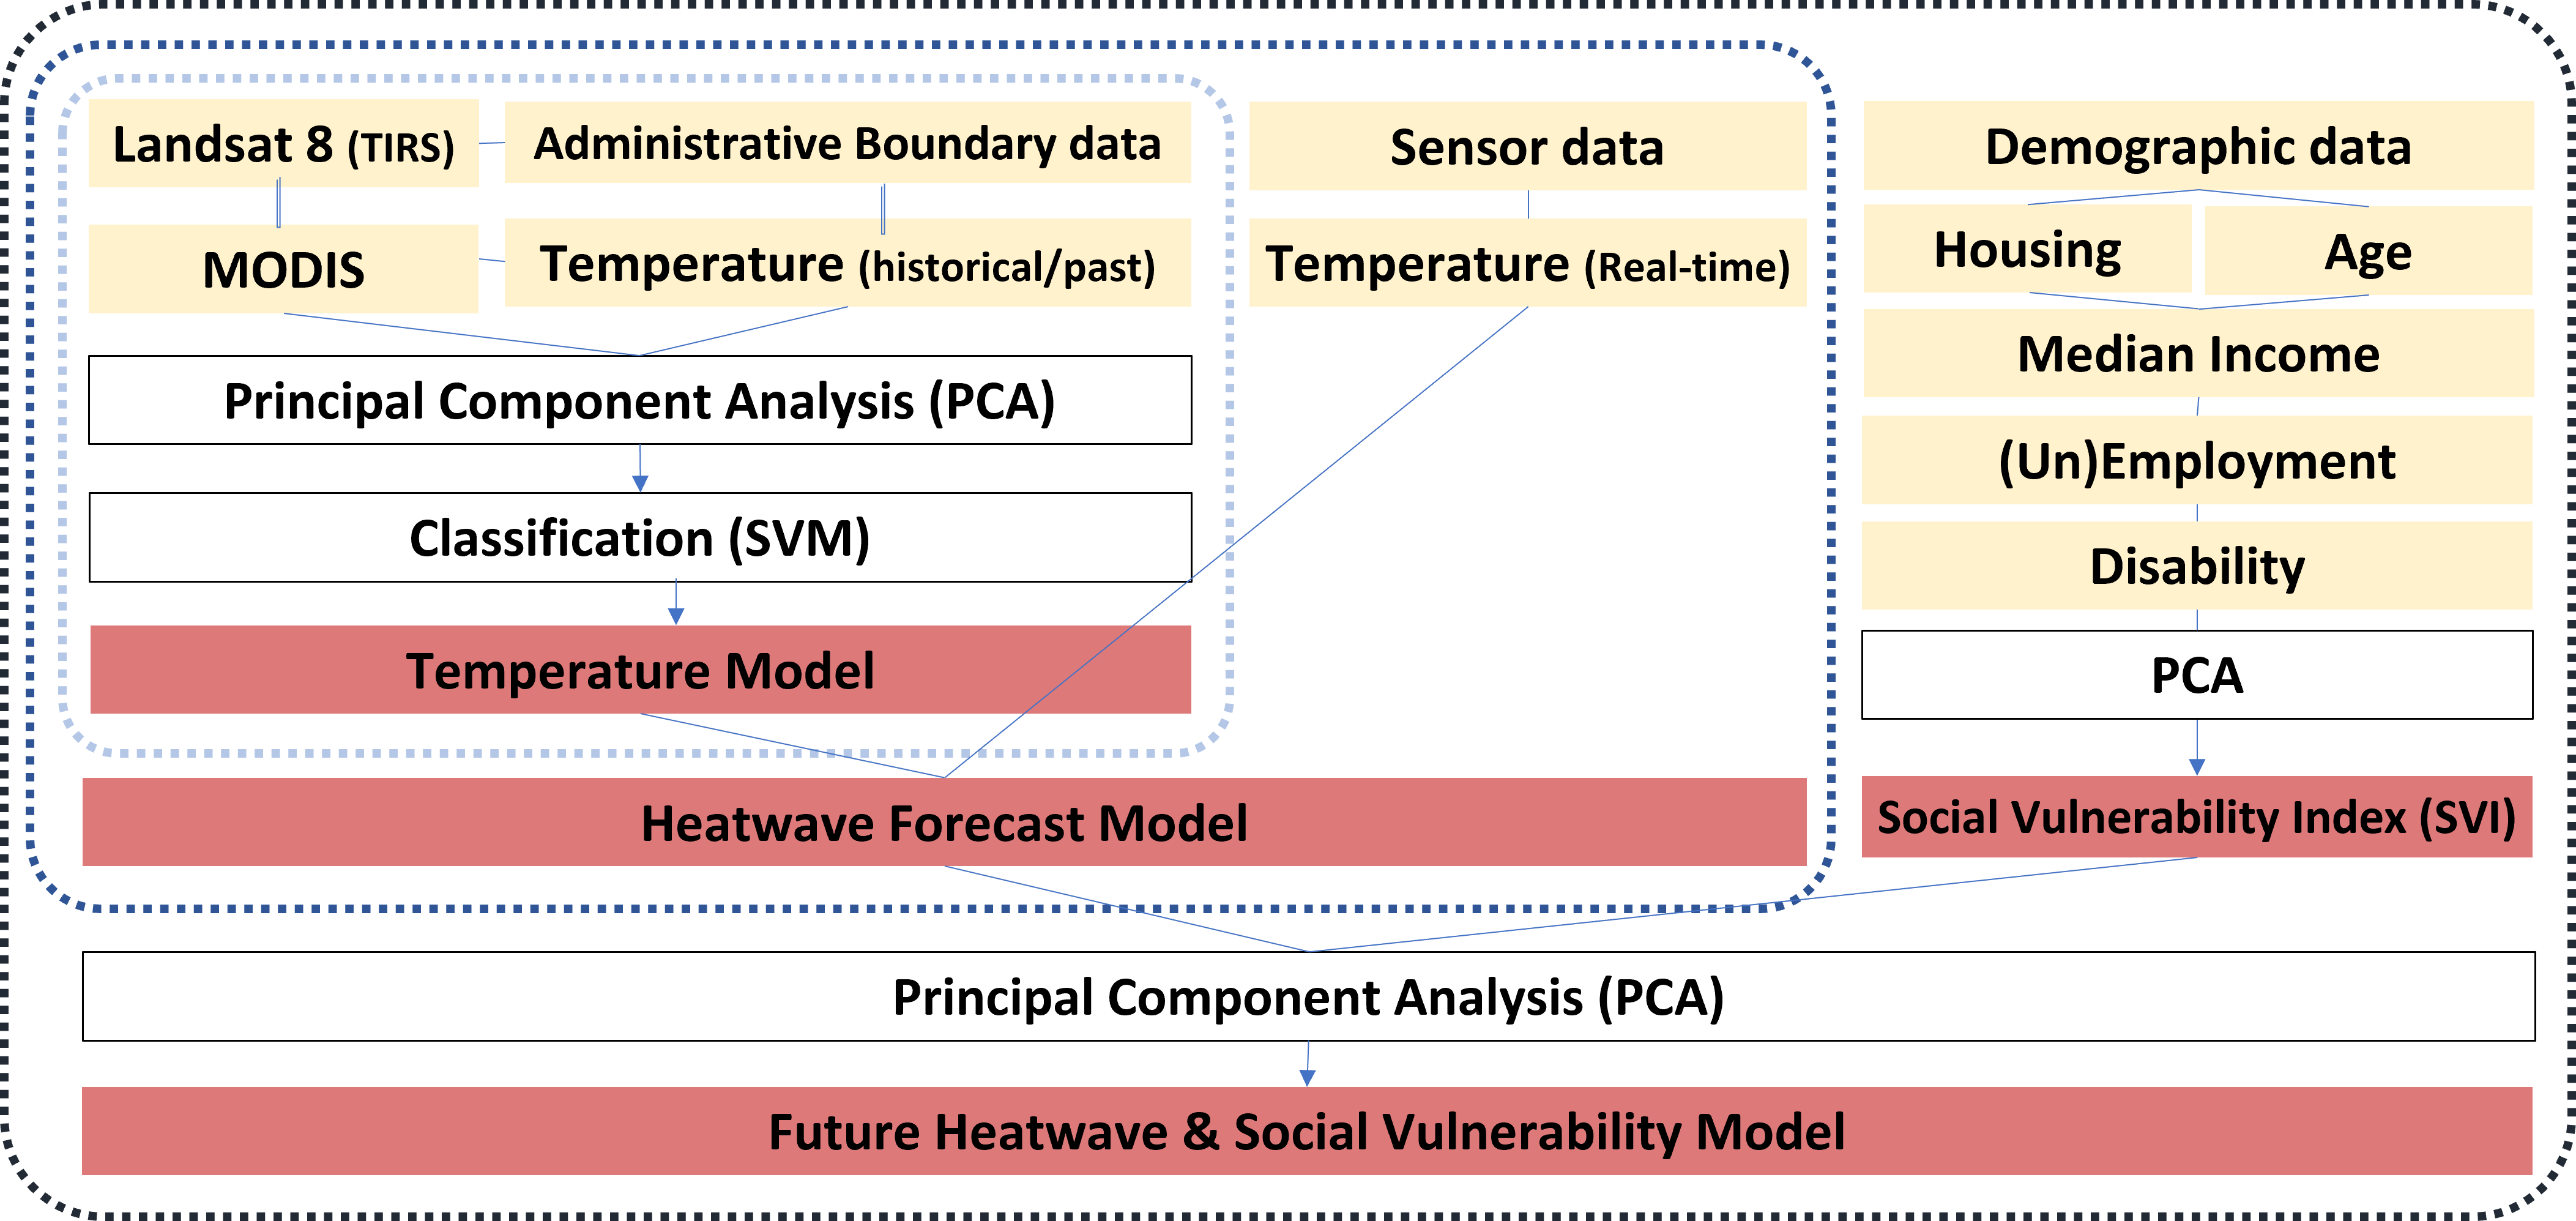 Landsat 8 (TIRS)
Administrative Boundary data
Sensor data
Demographic data
MODIS
Temperature (historical/past)
Temperature (Real-time)
Housing
Age
Median Income
Principal Component Analysis (PCA)
(Un)Employment
Classification (SVM)
Disability
Temperature Model
PCA
Heatwave Forecast Model
Social Vulnerability Index (SVI)
Principal Component Analysis (PCA)
Future Heatwave & Social Vulnerability Model